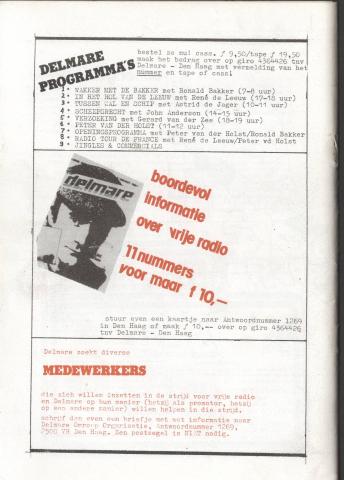 DELMARE
PROGRAMMA'S
bestel ze nu! cass. f 9,50/tape f 19,50
maak het bedrag over op giro 4364426 tnv
Delmare - Den Haag met vermelding van het
nummer en tape of cass!
1 * WAKKER MET DE BAKKER met Ronald Bakker (7-8 uur)
2 * IN HET HOL VAN DE LEEUW met René de Leeuw (17-18 uur)
3 * TUSSEN WAL EN SCHIP met Astrid de Jager (10-11 uur)
4 * SCHEEPSRECHT met John Anderson (14-15 uur)
5 * VERZOEKING met Gerard van der Zee (18-19 uur)
6 * PETER VAN DER HOLST (11-12 uur)
7 * OPENINGSPROGRAMMA met Peter van der Holst/Ronald Bakker
8 * RADIO TOUR DE FRANCE met René de Leeuw/Peter vd Holst
9 * JINGLES & COMMERCIALS
delmare
boordevol
informatie
over vrije radio
11 nummers
voor maar f 10,—
stuur even een kaartje naar Antwoordnummer 1269
in Den Haag of maak f 10,-- over op giro 4364426
tnv Delmare - Den Haag
Delmare zoekt diverse
MEDEWERKERS
die zich willen inzetten in de strijd voor vrije radio
en Delmare op hun manier (hetzij als promotor, hetzij
op een andere manier) willen helpen in die strijd.
schrijf dan even een briefje met wat informatie naar
Delmare Omroep Organisatie, Antwoordnummer 1269,
2500 VH Den Haag. Een postzegel is NIET nodig.